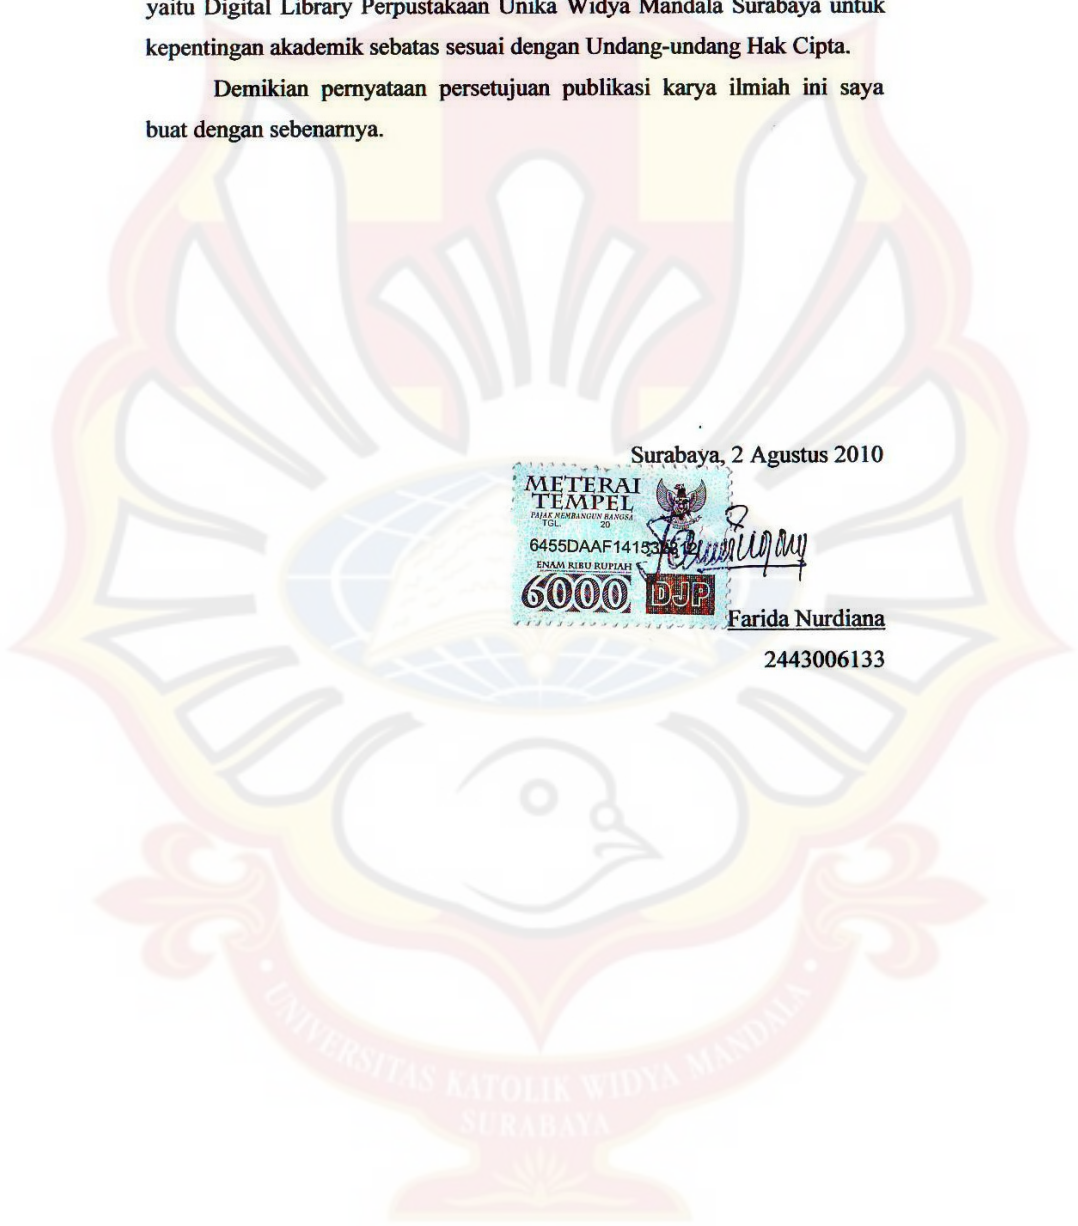 yaitu Digital Library Perpustakaan Unika Widya Mandala Surabaya untuk
kepentingan akademik sebatas sesuai dengan Undang-undang Hak Cipta.
Demikian pernyataan persetujuan publikasi karya ilmiah ini saya
buat dengan sebenarnya.
Surabaya, 2 Agustus 2010
METERAI
TEMPEL
PAJAK MEMBANGUN BANGSA
TGL. 20
ENAM RIBU RUPIAH
6000 DJP
Farida Nurdiana
2443006133
UNIVERSITAS KATOLIK WIDYA MANDALA
SURABAYA